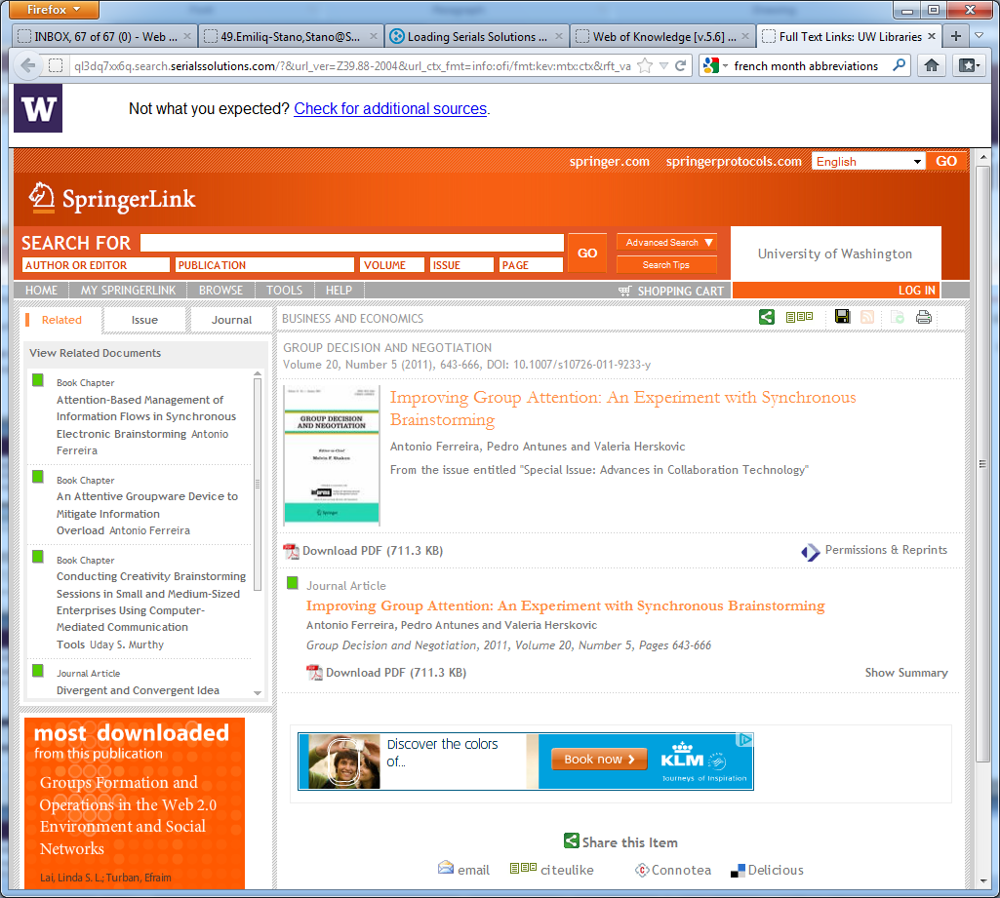 Firefox
INBOX, 67 of 67 (0) - Web ...
49.Emiliq-Stano,Stano@S...
Loading Serials Solutions ...
Web of Knowledge [v.5.6] ...
Full Text Links: UW Libraries
ql3dq7xx6q.search.serialssolutions.com/?&url_ver=Z39.88-2004&url_ctx_fmt=info:ofi/fmt:kev:mtx:ctx&rft_va
french month abbreviations
W
Not what you expected? Check for additional sources.
springer.com springerprotocols.com English GO
SpringerLink
SEARCH FOR
GO
Advanced Search
Search Tips
AUTHOR OR EDITOR PUBLICATION VOLUME ISSUE PAGE
University of Washington
HOME MY SPRINGERLINK BROWSE TOOLS HELP SHOPPING CART LOG IN
Related Issue Journal
View Related Documents
Book Chapter
Attention-Based Management of
Information Flows in Synchronous
Electronic Brainstorming Antonio
Ferreira
Book Chapter
An Attentive Groupware Device to
Mitigate Information
Overload Antonio Ferreira
Book Chapter
Conducting Creativity Brainstorming
Sessions in Small and Medium-Sized
Enterprises Using Computer-
Mediated Communication
Tools Uday S. Murthy
Journal Article
Divergent and Convergent Idea
most downloaded
from this publication
Groups Formation and
Operations in the Web 2.0
Environment and Social
Networks
Lai, Linda S. L.; Turban, Efraim
BUSINESS AND ECONOMICS
GROUP DECISION AND NEGOTIATION
Volume 20, Number 5 (2011), 643-666, DOI: 10.1007/s10726-011-9233-y
GROUP DECISION
AND NEGOTIATION
Springer
Improving Group Attention: An Experiment with Synchronous
Brainstorming
Antonio Ferreira, Pedro Antunes and Valeria Herskovic
From the issue entitled "Special Issue: Advances in Collaboration Technology"
Download PDF (711.3 KB)
Permissions & Reprints
Journal Article
Improving Group Attention: An Experiment with Synchronous Brainstorming
Antonio Ferreira, Pedro Antunes and Valeria Herskovic
Group Decision and Negotiation, 2011, Volume 20, Number 5, Pages 643-666
Download PDF (711.3 KB)
Show Summary
Discover the colors
of...
Book now
KLM
Journeys of Inspiration
Share this Item
email citeulike Connotea Delicious